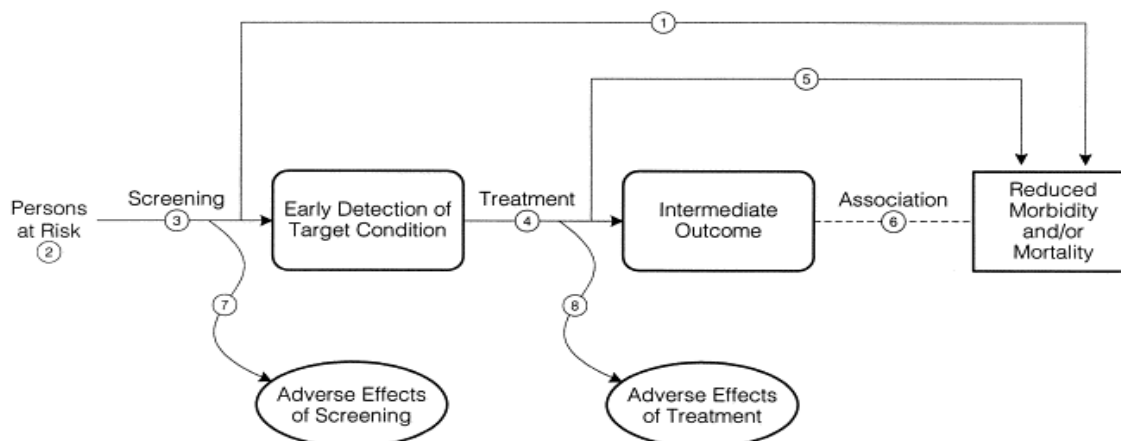 1
5
Persons
at Risk
2
Screening
3
Early Detection of
Target Condition
Treatment
4
Intermediate
Outcome
Association
6
Reduced
Morbidity
and/or
Mortality
7
8
Adverse Effects
of Screening
Adverse Effects
of Treatment